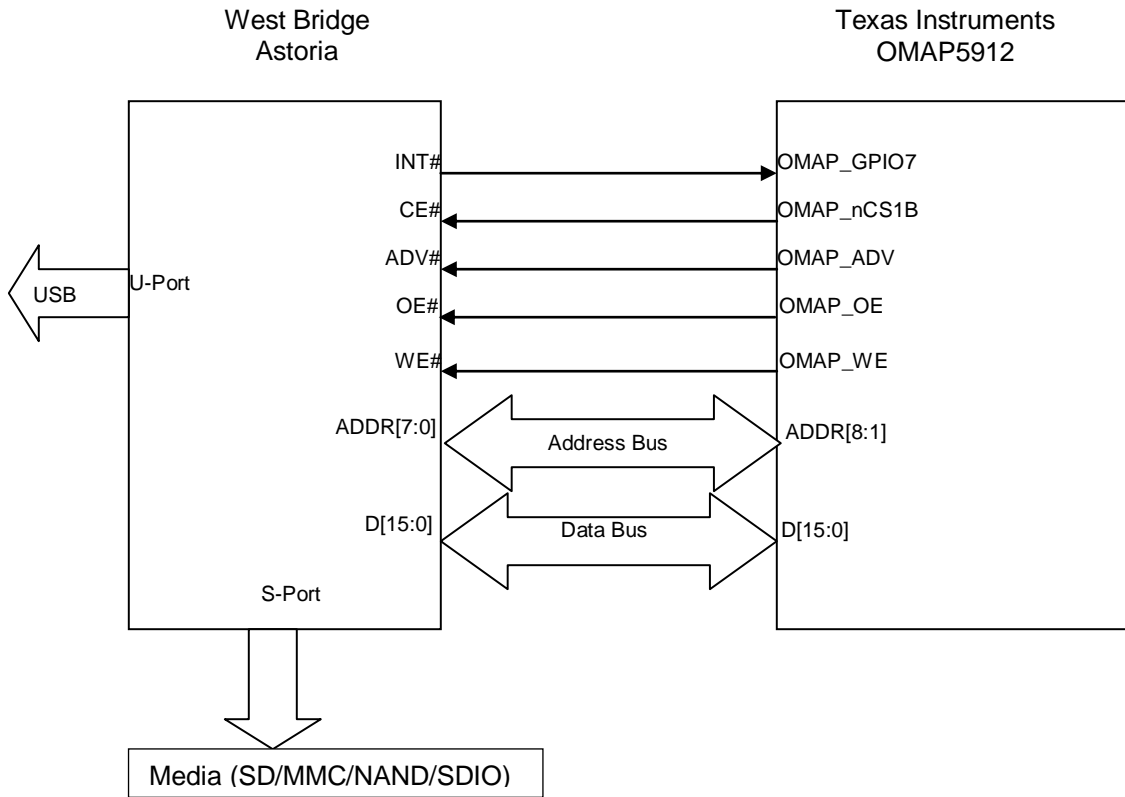 West Bridge
Astoria
Texas Instruments
OMAP5912
INT#
OMAP_GPIO7
CE#
OMAP_nCS1B
ADV#
OMAP_ADV
U-Port
USB
OE#
OMAP_OE
WE#
OMAP_WE
ADDR[7:0]
Address Bus
ADDR[8:1]
D[15:0]
Data Bus
D[15:0]
S-Port
Media (SD/MMC/NAND/SDIO)